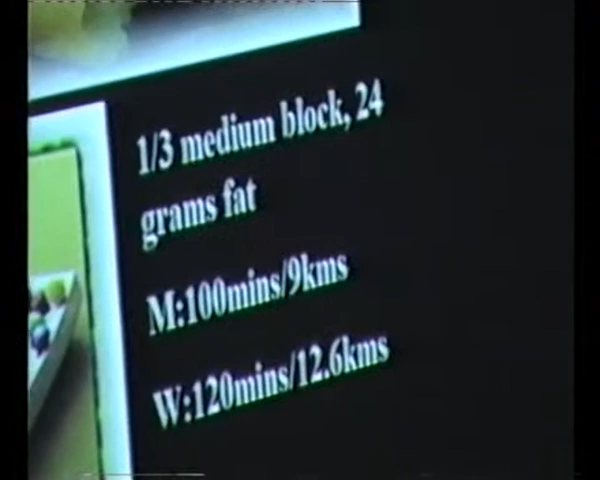 1/3 medium block, 24
grams fat
M:100mins/9kms
W:120mins/12.6kms